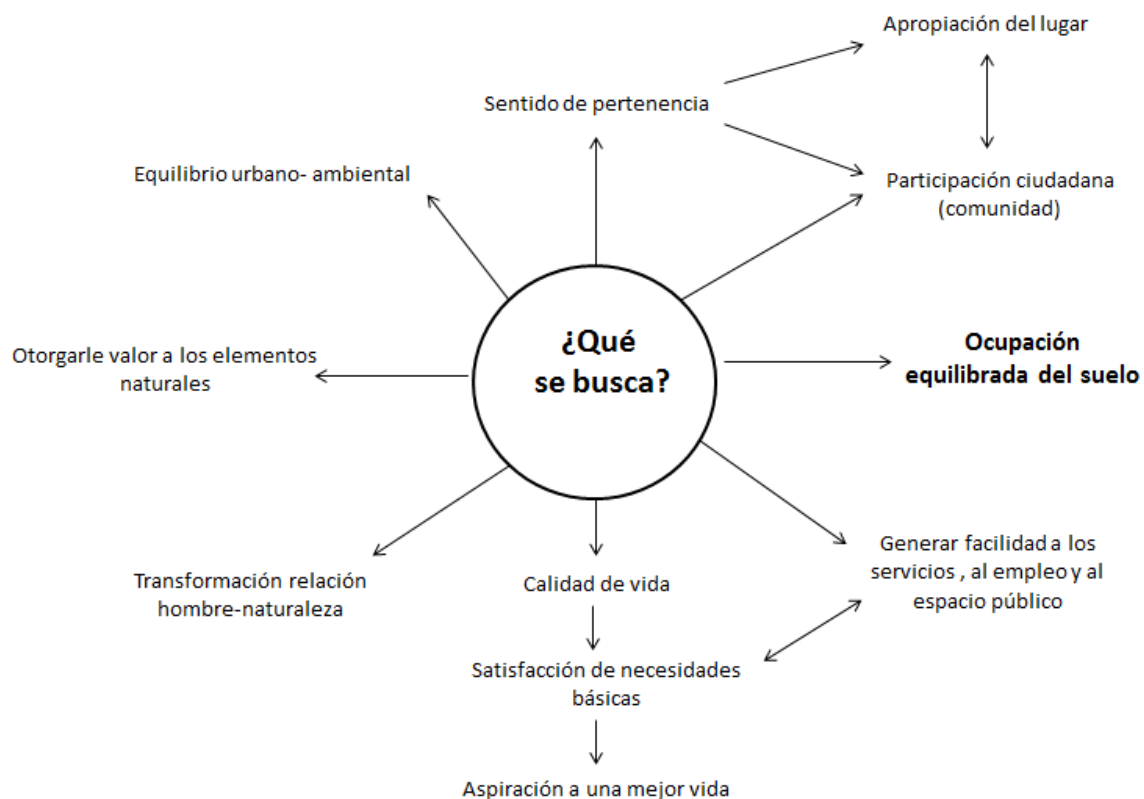 Apropiación del lugar
Sentido de pertenencia
Equilibrio urbano- ambiental
Participación ciudadana
(comunidad)
¿Qué
se busca?
Ocupación
equilibrada del suelo
Otorgarle valor a los elementos
naturales
Generar facilidad a los
servicios , al empleo y al
espacio público
Transformación relación
hombre-naturaleza
Calidad de vida
Satisfacción de necesidades
básicas
Aspiración a una mejor vida